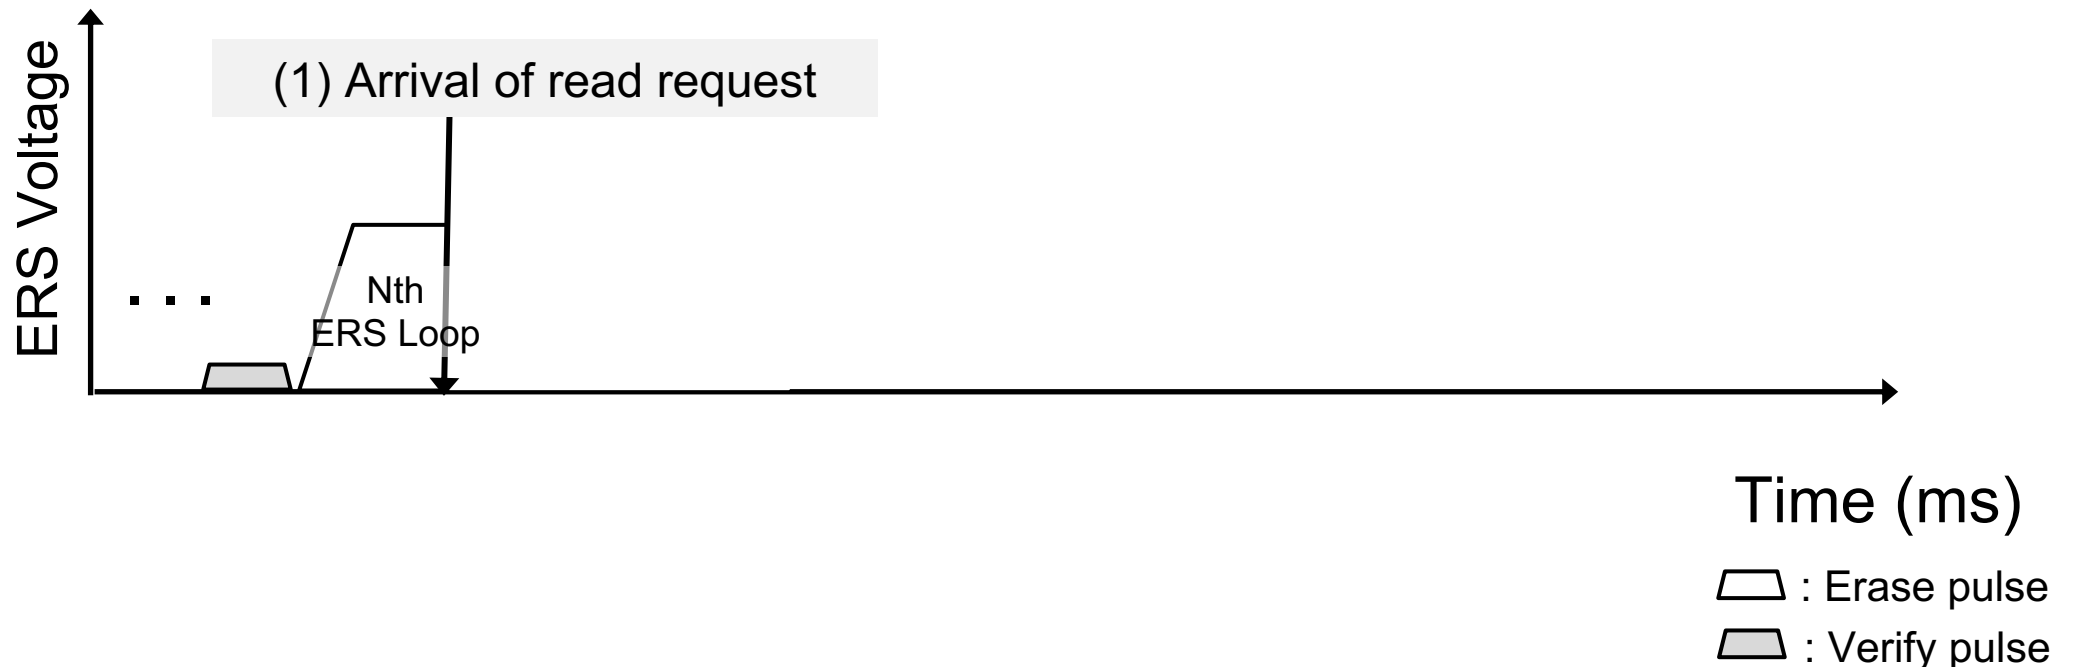 ERS Voltage
(1) Arrival of read request
. . .
Nth
ERS Loop
Time (ms)
: Erase pulse
: Verify pulse